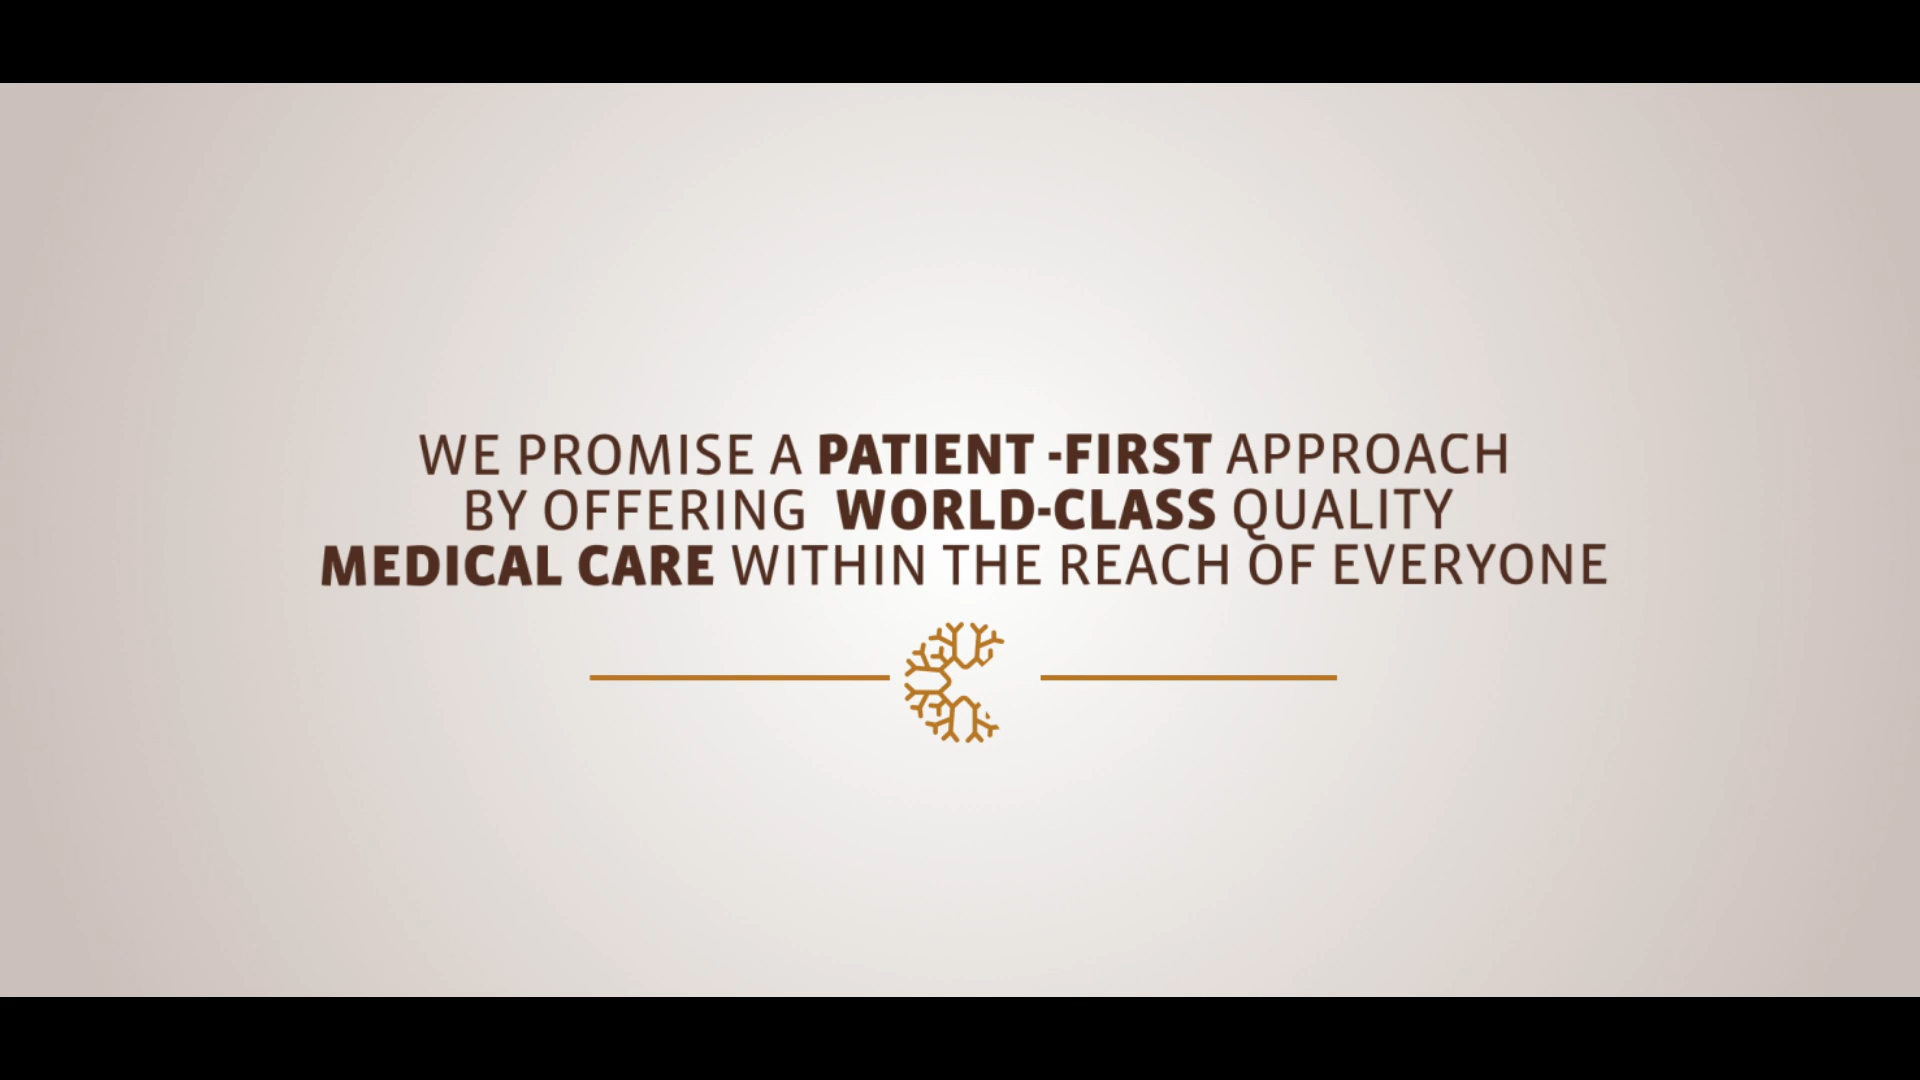 WE PROMISE A PATIENT -FIRST APPROACH
BY OFFERING  WORLD-CLASS QUALITY
MEDICAL CARE WITHIN THE REACH OF EVERYONE